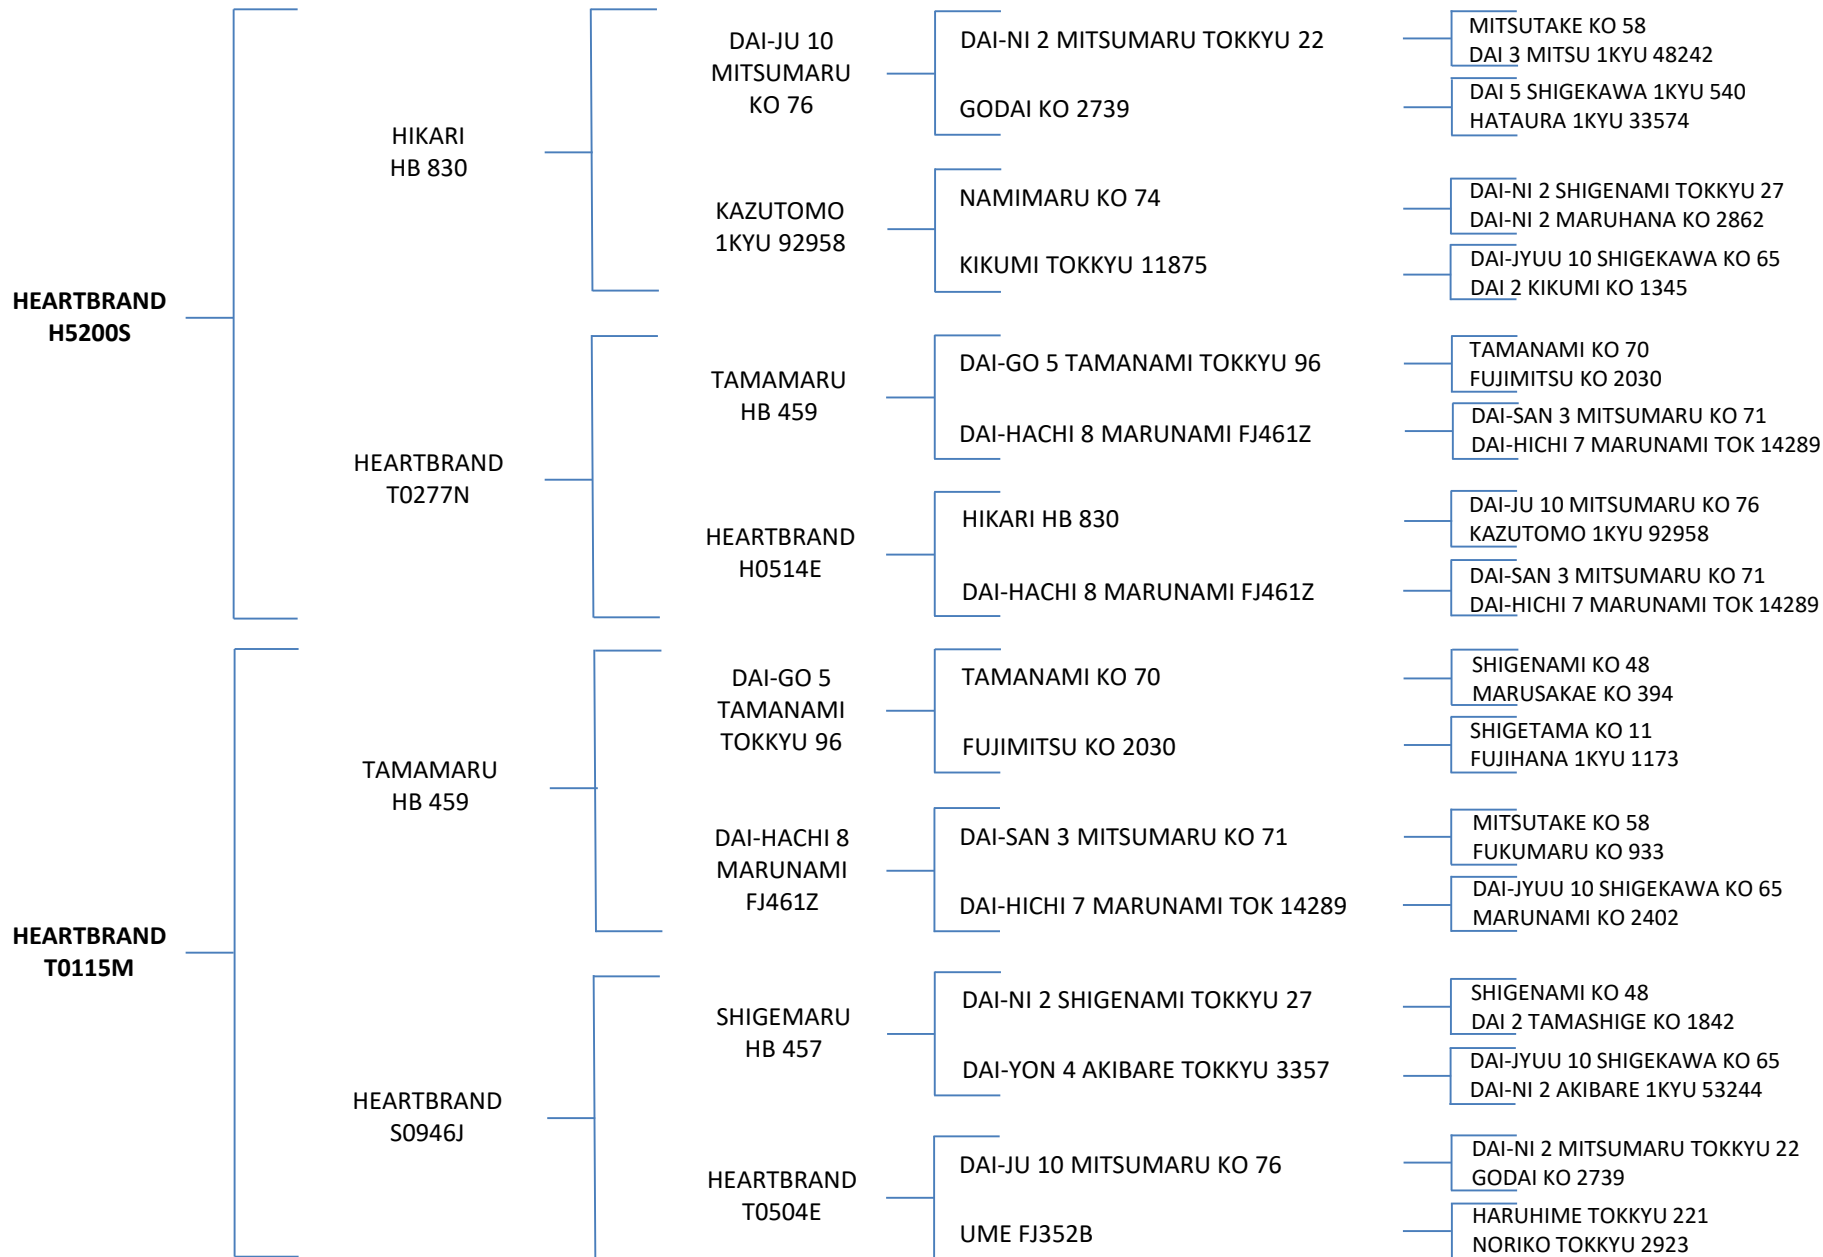 HEARTBRAND
H5200S
HIKARI
HB 830
DAI-JU 10
MITSUMARU
KO 76
DAI-NI 2 MITSUMARU TOKKYU 22
MITSUTAKE KO 58
DAI 3 MITSU 1KYU 48242
GODAI KO 2739
DAI 5 SHIGEKAWA 1KYU 540
HATAURA 1KYU 33574
KAZUTOMO
1KYU 92958
NAMIMARU KO 74
DAI-NI 2 SHIGENAMI TOKKYU 27
DAI-NI 2 MARUHANA KO 2862
KIKUMI TOKKYU 11875
DAI-JYUU 10 SHIGEKAWA KO 65
DAI 2 KIKUMI KO 1345
HEARTBRAND
T0277N
TAMAMARU
HB 459
DAI-GO 5 TAMANAMI TOKKYU 96
TAMANAMI KO 70
FUJIMITSU KO 2030
DAI-HACHI 8 MARUNAMI FJ461Z
DAI-SAN 3 MITSUMARU KO 71
DAI-HICHI 7 MARUNAMI TOK 14289
HEARTBRAND
H0514E
HIKARI HB 830
DAI-JU 10 MITSUMARU KO 76
KAZUTOMO 1KYU 92958
DAI-HACHI 8 MARUNAMI FJ461Z
DAI-SAN 3 MITSUMARU KO 71
DAI-HICHI 7 MARUNAMI TOK 14289
HEARTBRAND
T0115M
TAMAMARU
HB 459
DAI-GO 5
TAMANAMI
TOKKYU 96
TAMANAMI KO 70
SHIGENAMI KO 48
MARUSAKAE KO 394
FUJIMITSU KO 2030
SHIGETAMA KO 11
FUJIHANA 1KYU 1173
DAI-HACHI 8
MARUNAMI
FJ461Z
DAI-SAN 3 MITSUMARU KO 71
MITSUTAKE KO 58
FUKUMARU KO 933
DAI-HICHI 7 MARUNAMI TOK 14289
DAI-JYUU 10 SHIGEKAWA KO 65
MARUNAMI KO 2402
HEARTBRAND
S0946J
SHIGEMARU
HB 457
DAI-NI 2 SHIGENAMI TOKKYU 27
SHIGENAMI KO 48
DAI 2 TAMASHIGE KO 1842
DAI-YON 4 AKIBARE TOKKYU 3357
DAI-JYUU 10 SHIGEKAWA KO 65
DAI-NI 2 AKIBARE 1KYU 53244
HEARTBRAND
T0504E
DAI-JU 10 MITSUMARU KO 76
DAI-NI 2 MITSUMARU TOKKYU 22
GODAI KO 2739
UME FJ352B
HARUHIME TOKKYU 221
NORIKO TOKKYU 2923